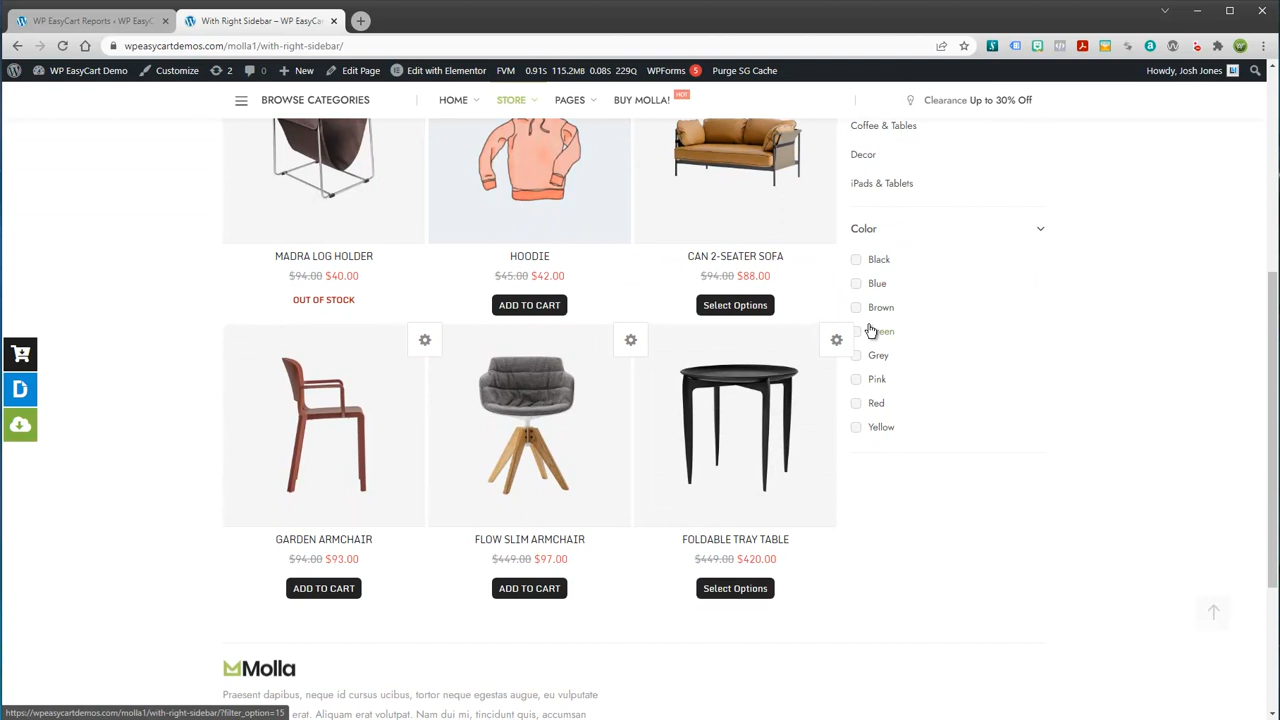 WP EasyCart Reports ‹ WP EasyC
With Right Sidebar – WP EasyCar
wpeasycartdemos.com/molla1/with-right-sidebar/
WP EasyCart Demo Customize 2 0 New Edit Page Edit with Elementor FVM 0.91S 115.2MB 0.08S 229Q WPForms 5 Purge SG Cache Howdy, Josh Jones
BROWSE CATEGORIES HOME STORE PAGES BUY MOLLA! HOT Clearance Up to 30% Off
Coffee & Tables
Decor
iPads & Tablets
Color
Black
Blue
Brown
Green
Grey
Pink
Red
Yellow
MADRA LOG HOLDER HOODIE CAN 2-SEATER SOFA
$94.00 $40.00 $45.00 $42.00 $94.00 $88.00
OUT OF STOCK ADD TO CART Select Options
GARDEN ARMCHAIR FLOW SLIM ARMCHAIR FOLDABLE TRAY TABLE
$94.00 $93.00 $449.00 $97.00 $449.00 $420.00
ADD TO CART ADD TO CART Select Options
Molla
Praesent dapibus, neque id cursus ucibus, tortor neque egestas augue, eu vulputate
erat. Aliquam erat volutpat. Nam dui mi, tincidunt quis, accumsan
https://wpeasycartdemos.com/molla1/with-right-sidebar/?filter_option=15